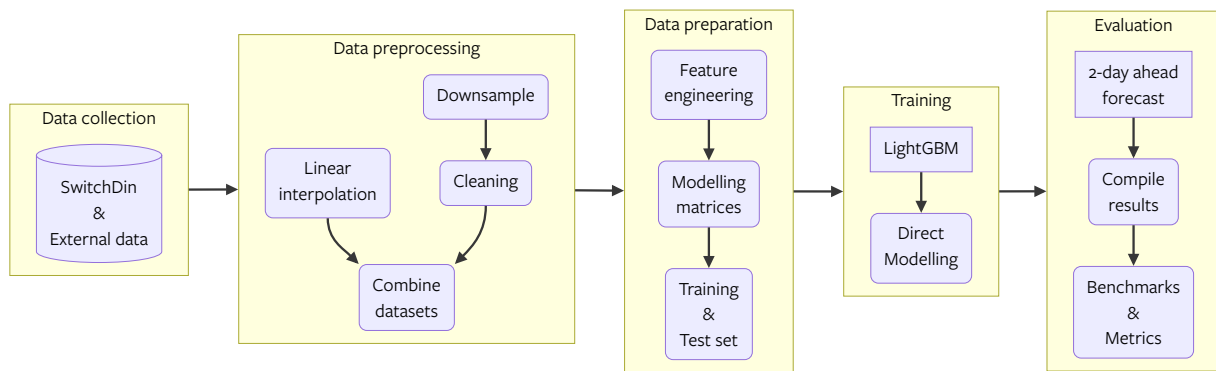 Data collection
SwitchDin
&
External data
Data preprocessing
Downsample
Linear
interpolation
Cleaning
Combine
datasets
Data preparation
Feature
engineering
Modelling
matrices
Training
&
Test set
Training
LightGBM
Direct
Modelling
Evaluation
2-day ahead
forecast
Compile
results
Benchmarks
&
Metrics